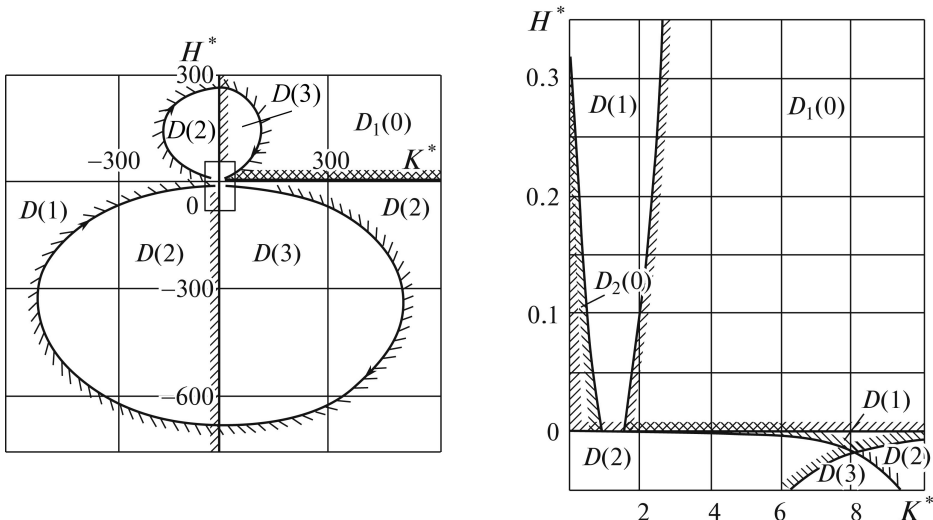 H*
300
D(3)
D(2)
D₁(0)
−300
300
K*
0
D(1)
D(2)
D(2)
D(3)
−300
−600
H*
0.3
D(1)
D₁(0)
0.2
D₂(0)
0.1
D(1)
0
D(2)
D(2)
D(3)
2
4
6
8
K*